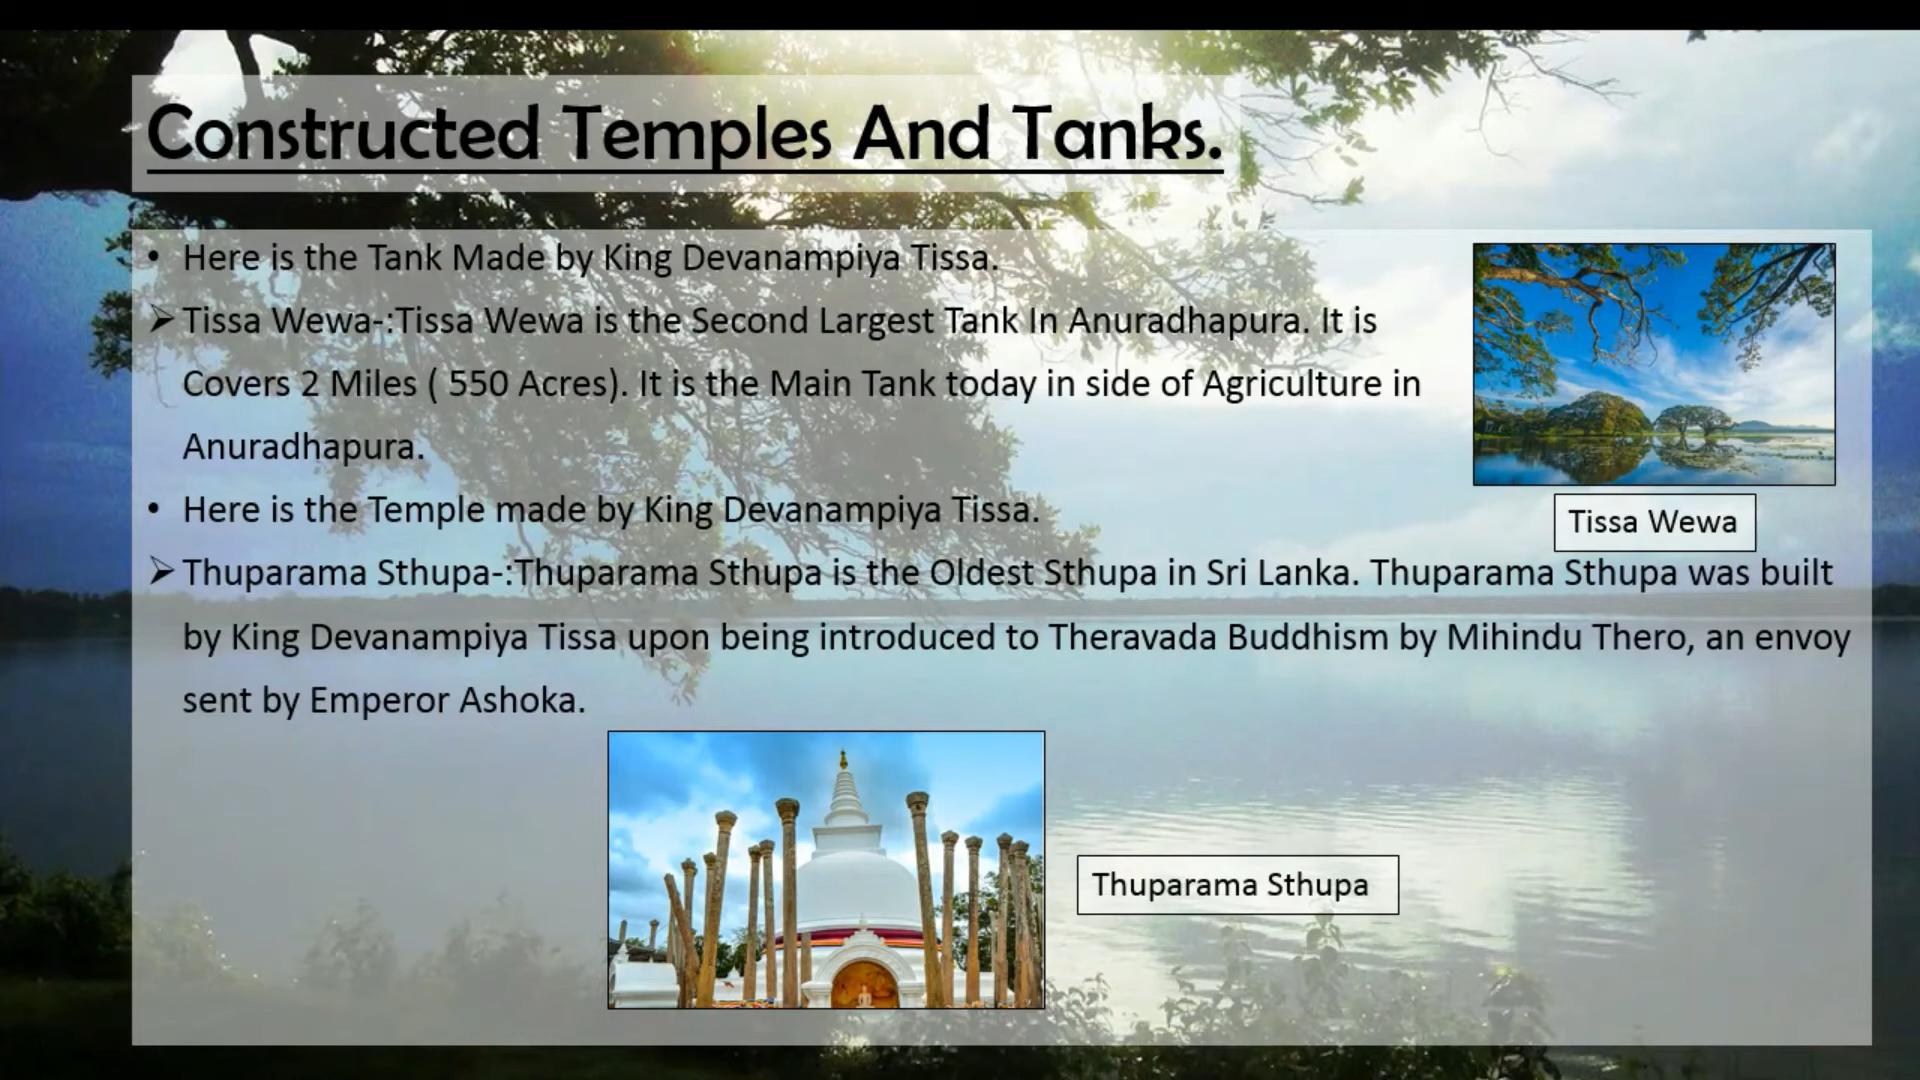 Constructed Temples And Tanks.
• Here is the Tank Made by King Devanampiya Tissa.
➢ Tissa Wewa-:Tissa Wewa is the Second Largest Tank In Anuradhapura. It is
Covers 2 Miles ( 550 Acres). It is the Main Tank today in side of Agriculture in
Anuradhapura.
• Here is the Temple made by King Devanampiya Tissa.
Tissa Wewa
➢ Thuparama Sthupa-:Thuparama Sthupa is the Oldest Sthupa in Sri Lanka. Thuparama Sthupa was built
by King Devanampiya Tissa upon being introduced to Theravada Buddhism by Mihindu Thero, an envoy
sent by Emperor Ashoka.
Thuparama Sthupa